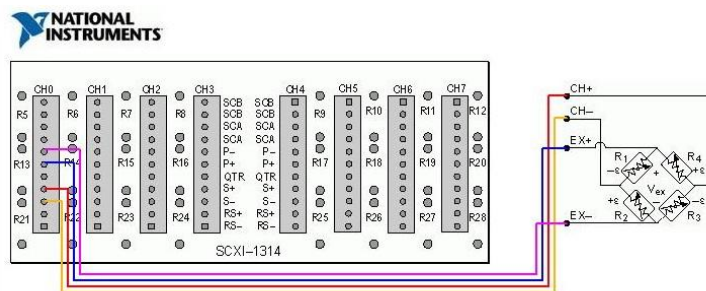 NATIONAL
INSTRUMENTS
CH0 CH1 CH2 CH3 CH4 CH5 CH6 CH7
R5 R6 R7 R8 SCB SCB R9 R10 R11 R12
SCB SCB
SCA SCA
SCA SCA
P- P-
R13 R14 R15 R16 P+ P+ R17 R18 R19 R20
QTR QTR
S+ S+
S- S-
R21 R22 R23 R24 RS+ RS+ R25 R26 R27 R28
RS- RS-
SCXI-1314
CH+
CH-
EX+
R1 R4
-ε + +ε
Vex
+ε - -ε
R2 R3
EX-